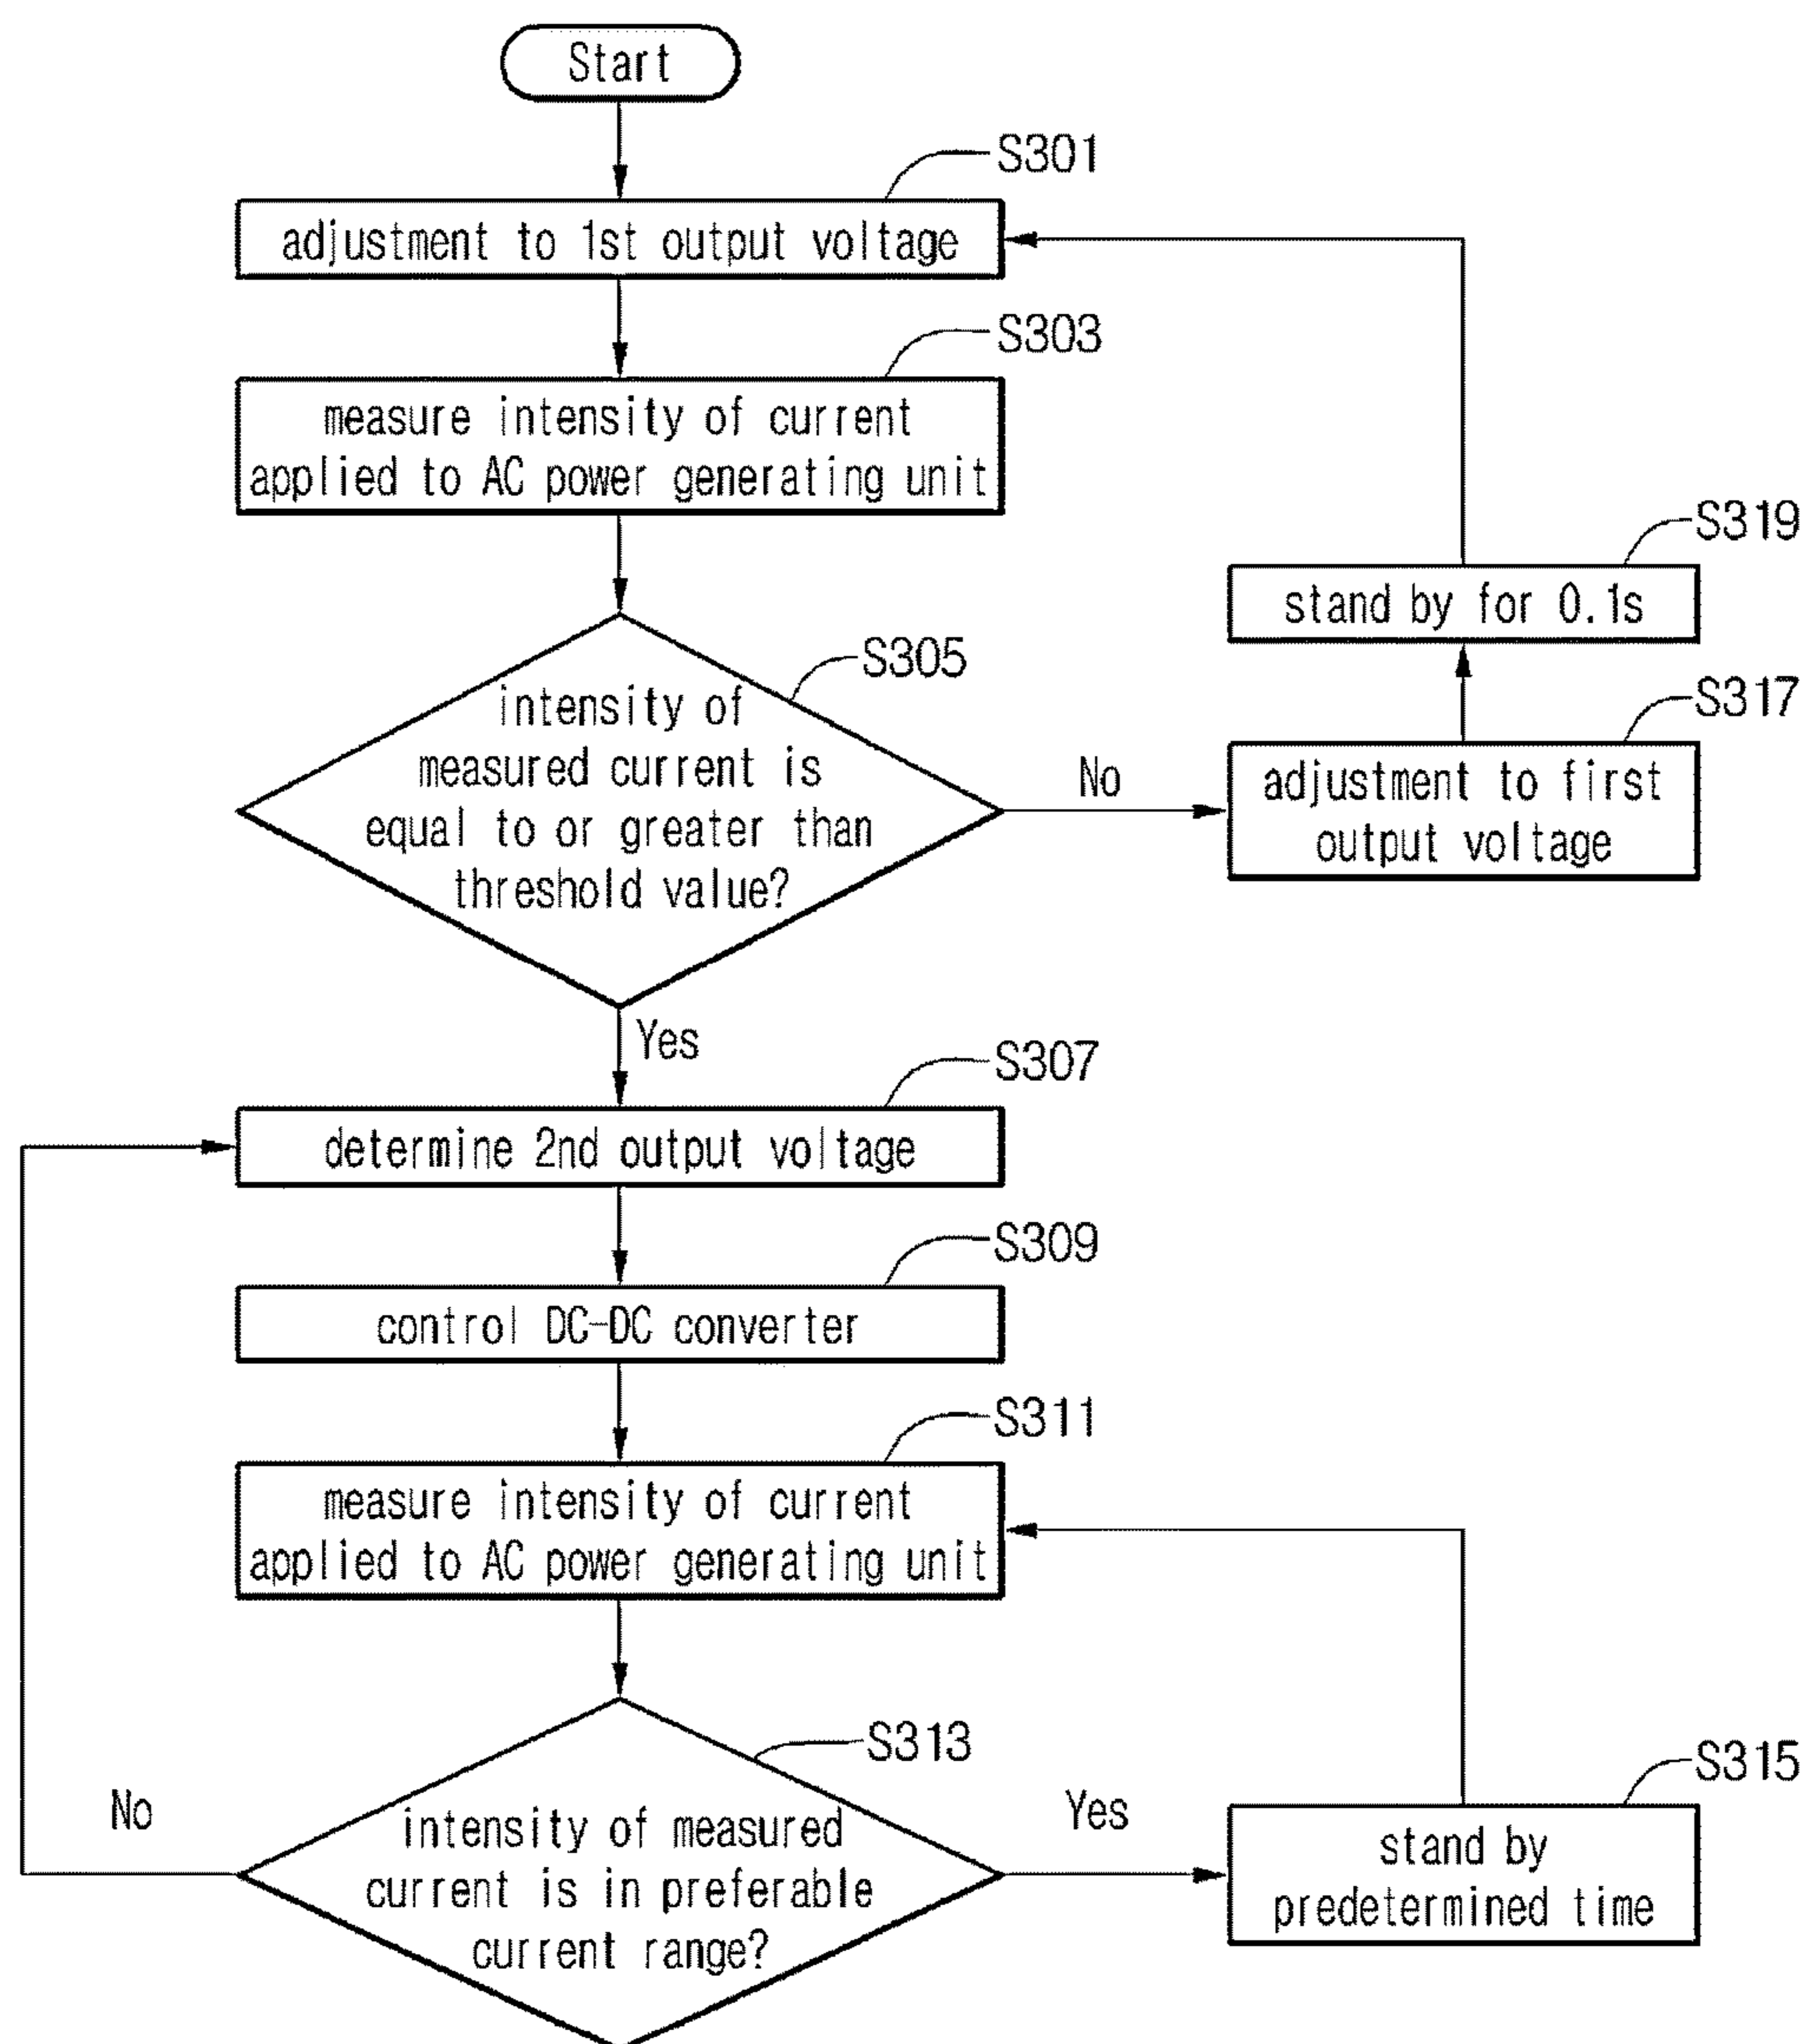 Start
S301
adjustment to 1st output voltage
S303
measure intensity of current
applied to AC power generating unit
S319
stand by for 0.1s
S305
intensity of
measured current is
equal to or greater than
threshold value?
No
S317
adjustment to first
output voltage
Yes
S307
determine 2nd output voltage
S309
control DC-DC converter
S311
measure intensity of current
applied to AC power generating unit
S313
intensity of measured
current is in preferable
current range?
No
Yes
S315
stand by
predetermined time